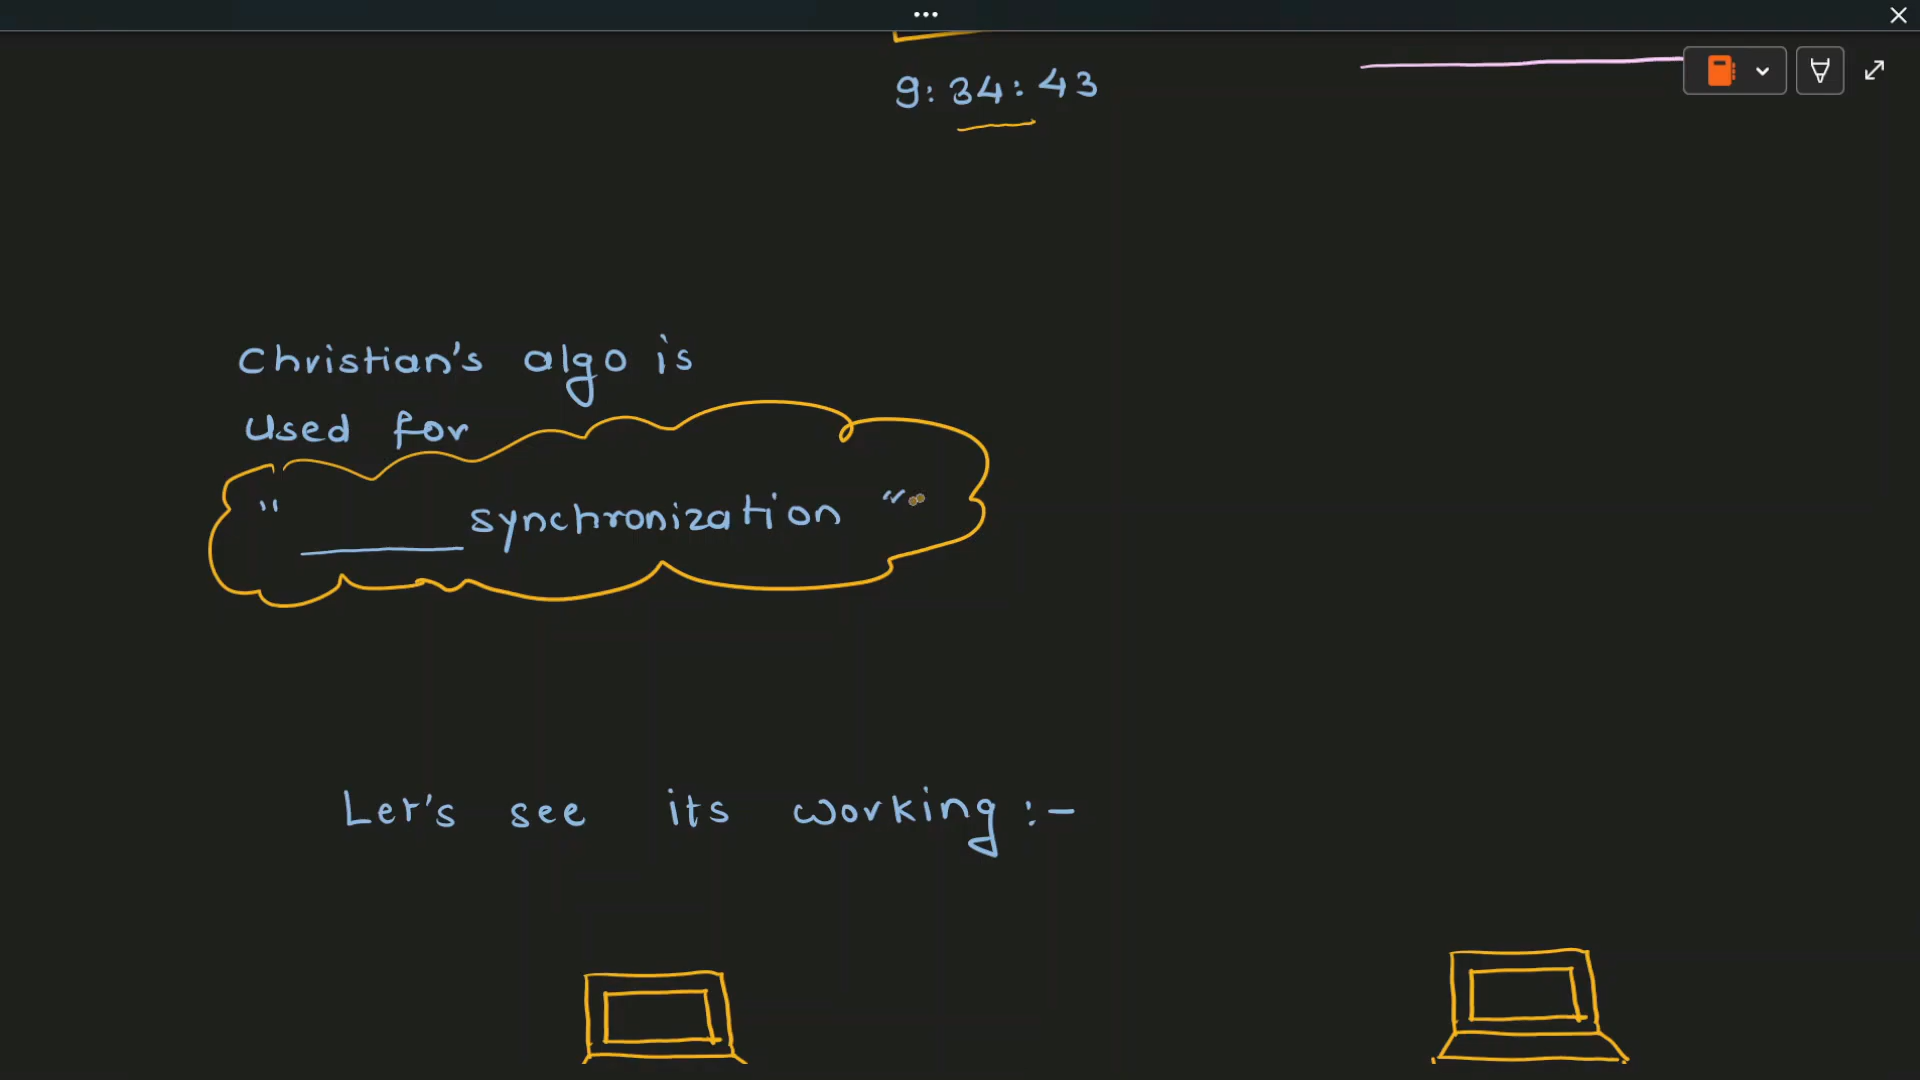 9:34:43
Christian's algo is
used for
" ______ synchronization "
Let's see its working :-